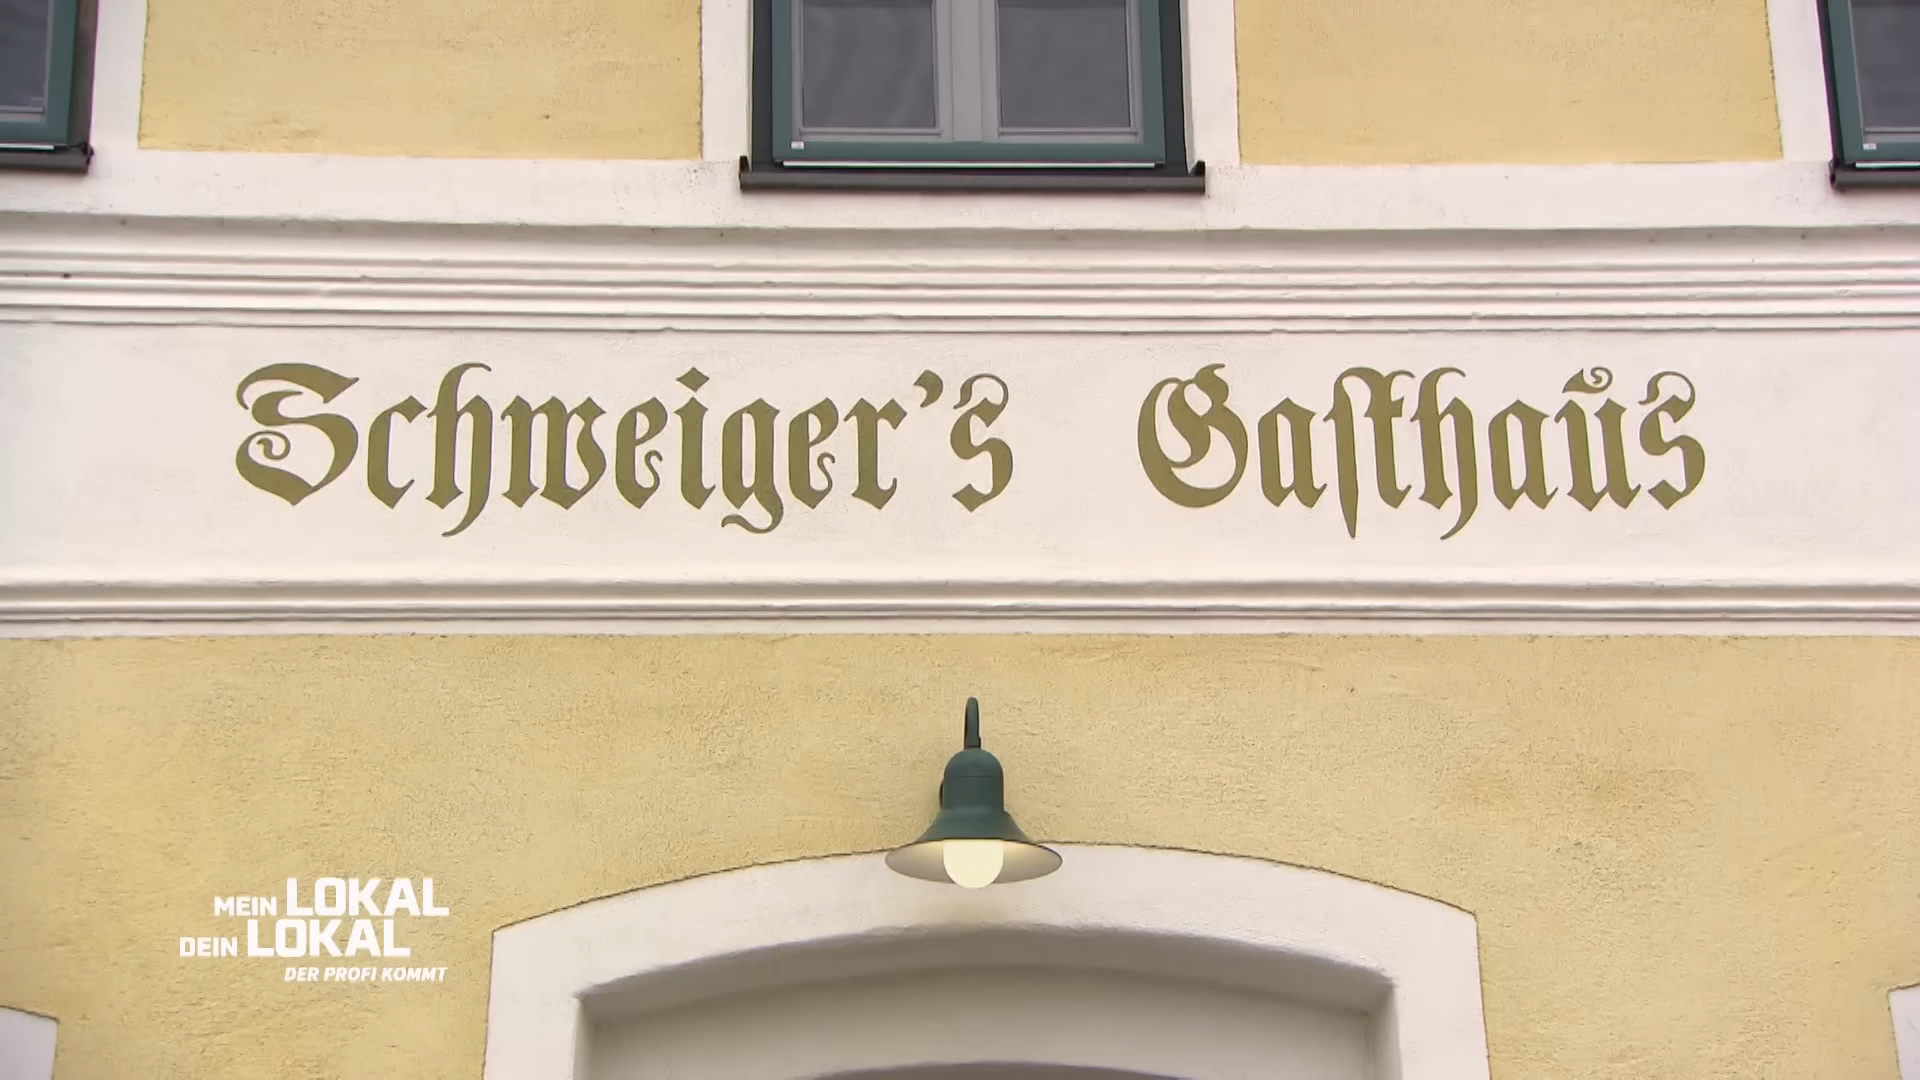 Schweiger's Gaſthaus
MEIN LOKAL
DEIN LOKAL
DER PROFI KOMMT